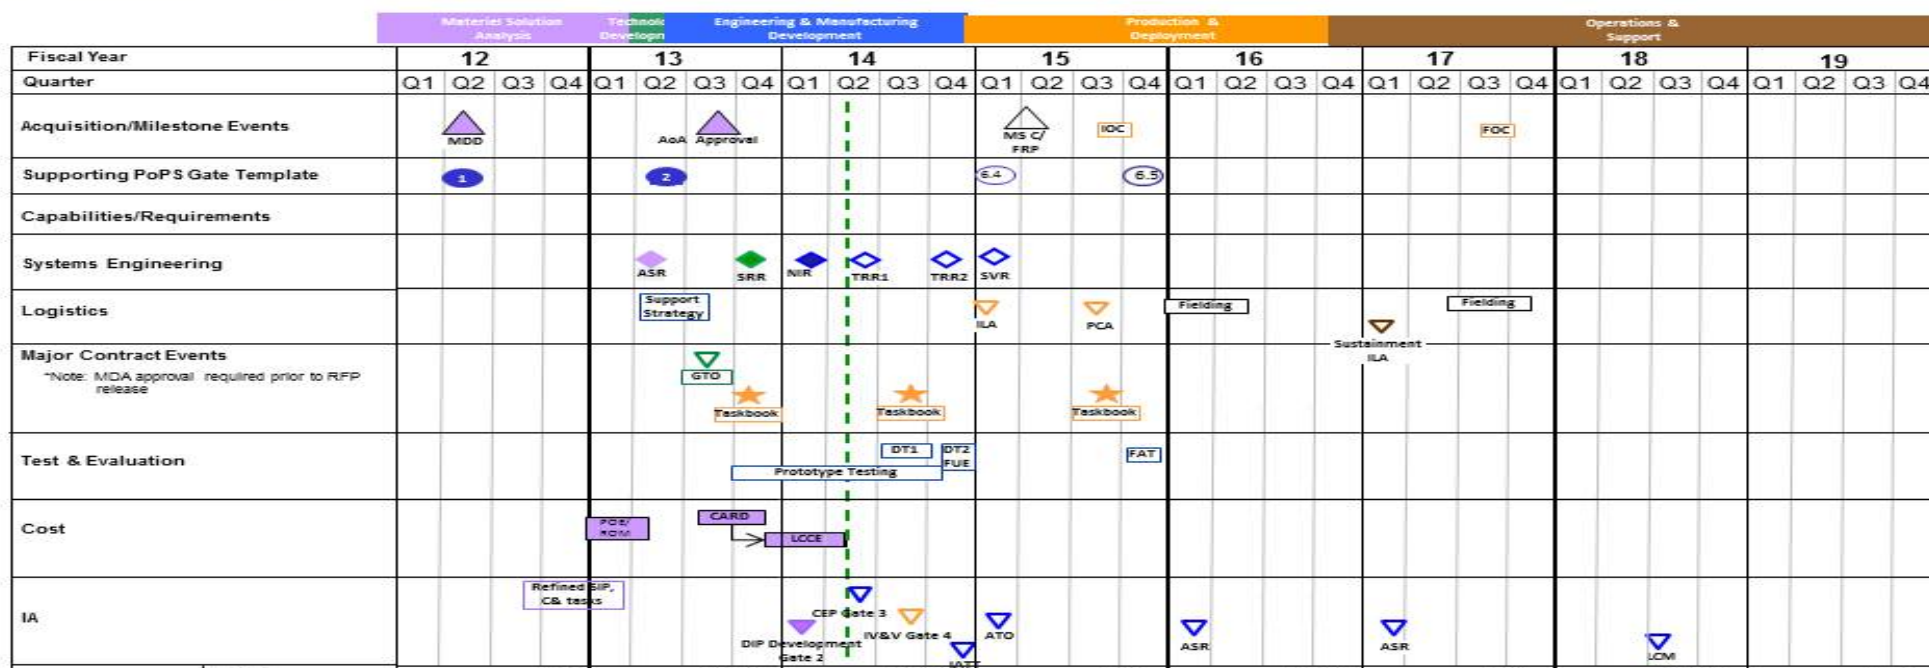 Materiel Solution
Analysis
Technolo
Developn
Engineering & Manufacturing
Development
Production &
Deployment
Operations &
Support
Fiscal Year 12 13 14 15 16 17 18 19
Quarter Q1 Q2 Q3 Q4 Q1 Q2 Q3 Q4 Q1 Q2 Q3 Q4 Q1 Q2 Q3 Q4 Q1 Q2 Q3 Q4 Q1 Q2 Q3 Q4 Q1 Q2 Q3 Q4 Q1 Q2 Q3 Q4
Acquisition/Milestone Events
MDD
AoA Approval
MS C/
FRP
IOC
FOC
Supporting PoPS Gate Template
1
2
6.4
6.5
Capabilities/Requirements
Systems Engineering
ASR
SRR
NIR
TRR1
TRR2
SVR
Logistics
Support
Strategy
ILA
PCA
Fielding
Fielding
Sustainment
ILA
Major Contract Events
*Note: MDA approval required prior to RFP
release
GTO
Taskbook
Taskbook
Taskbook
Test & Evaluation
DT1
DT2
FUE
Prototype Testing
FAT
Cost
POE/
ROM
CARD
LCCE
IA
Refined SIP,
C& tasks
CEP Gate 3
DIP Development
Gate 2
IV&V Gate 4
IATT
ATO
ASR
ASR
LCM